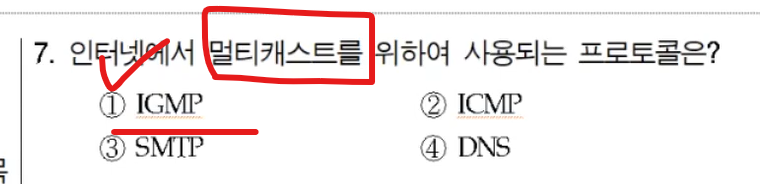 7. 인터넷에서 멀티캐스트를 위하여 사용되는 프로토콜은?
① IGMP ② ICMP
③ SMTP ④ DNS